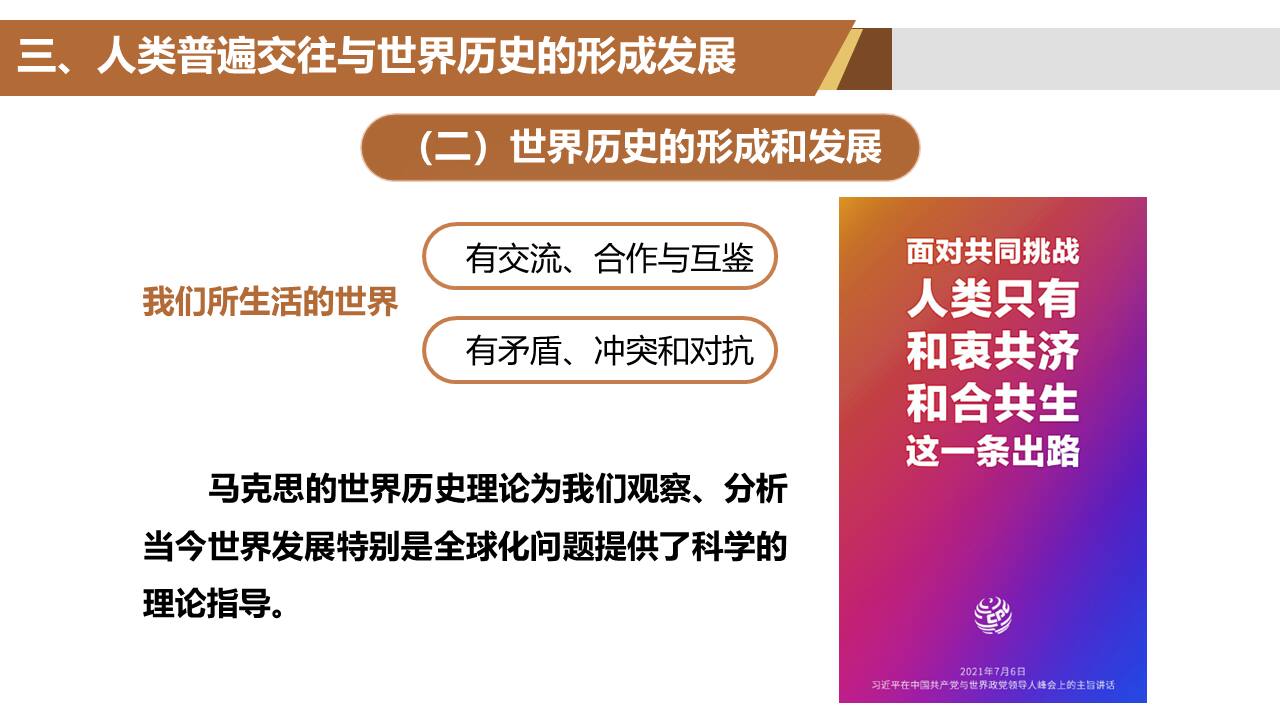 三、人类普遍交往与世界历史的形成发展
（二）世界历史的形成和发展
我们所生活的世界
有交流、合作与互鉴
有矛盾、冲突和对抗
马克思的世界历史理论为我们观察、分析
当今世界发展特别是全球化问题提供了科学的
理论指导。
面对共同挑战
人类只有
和衷共济
和合共生
这一条出路
CPC
2021年7月6日
习近平在中国共产党与世界政党领导人峰会上的主旨讲话